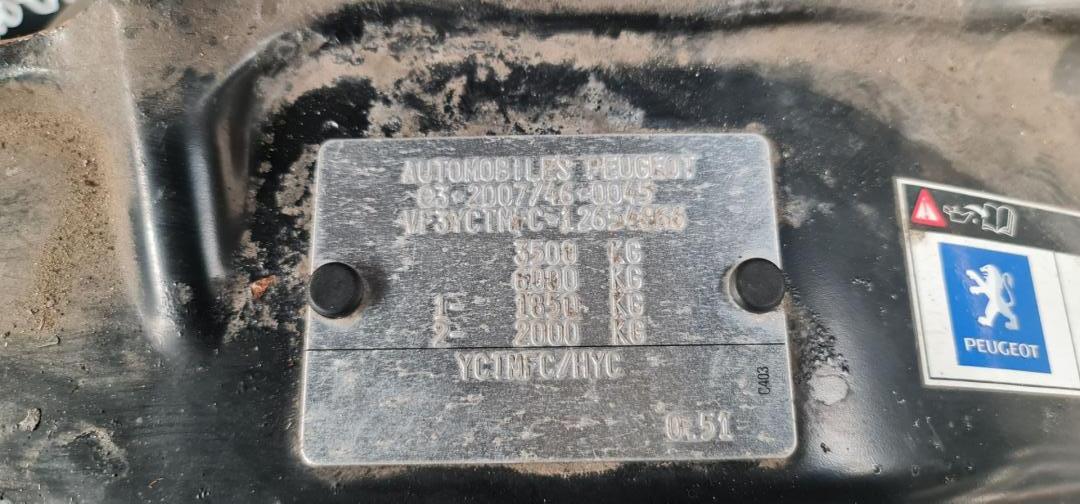 AUTOMOBILES PEUGEOT
e3*2007/46*0045
3500 KG
6000 KG
1- 1850 KG
2- 2000 KG
YCTMFC/HYC
C403
0.51
PEUGEOT